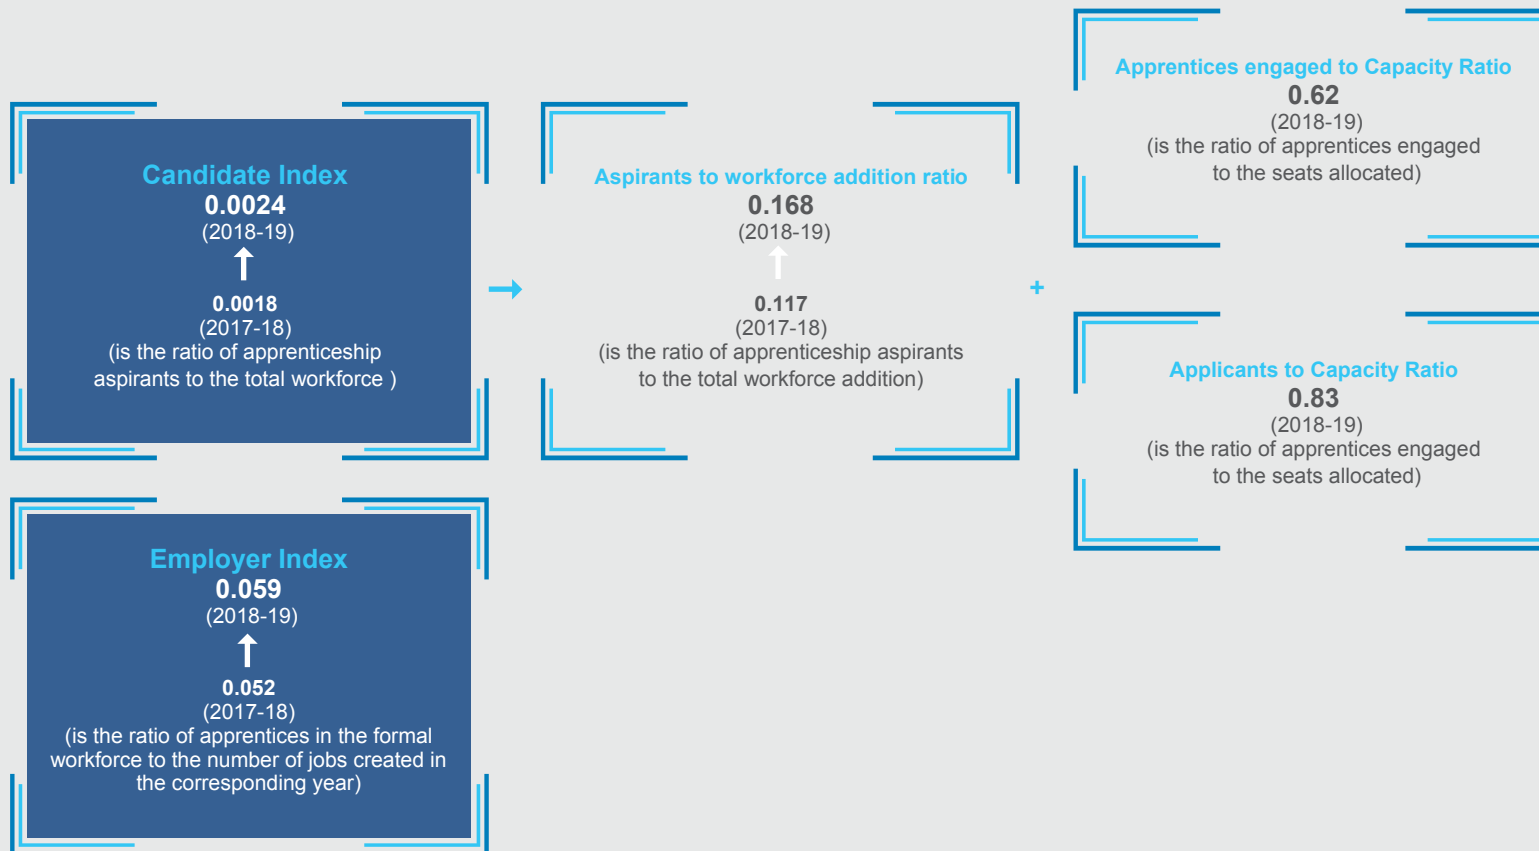 Candidate Index
0.0024
(2018-19)
0.0018
(2017-18)
(is the ratio of apprenticeship
aspirants to the total workforce )
Aspirants to workforce addition ratio
0.168
(2018-19)
0.117
(2017-18)
(is the ratio of apprenticeship aspirants
to the total workforce addition)
+
Apprentices engaged to Capacity Ratio
0.62
(2018-19)
(is the ratio of apprentices engaged
to the seats allocated)
Applicants to Capacity Ratio
0.83
(2018-19)
(is the ratio of apprentices engaged
to the seats allocated)
Employer Index
0.059
(2018-19)
0.052
(2017-18)
(is the ratio of apprentices in the formal
workforce to the number of jobs created in
the corresponding year)